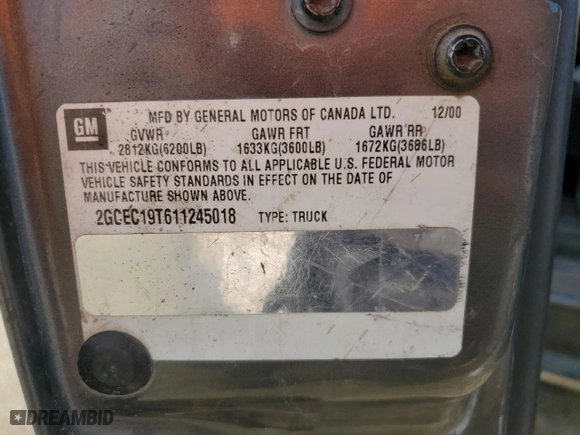 GM
MFD BY GENERAL MOTORS OF CANADA LTD. 12/00
GVWR GAWR FRT GAWR RR
2812KG(6200LB) 1633KG(3600LB) 1672KG(3686LB)
THIS VEHICLE CONFORMS TO ALL APPLICABLE U.S. FEDERAL MOTOR
VEHICLE SAFETY STANDARDS IN EFFECT ON THE DATE OF
MANUFACTURE SHOWN ABOVE.
2GCEC19T611245018 TYPE: TRUCK
DREAMBID